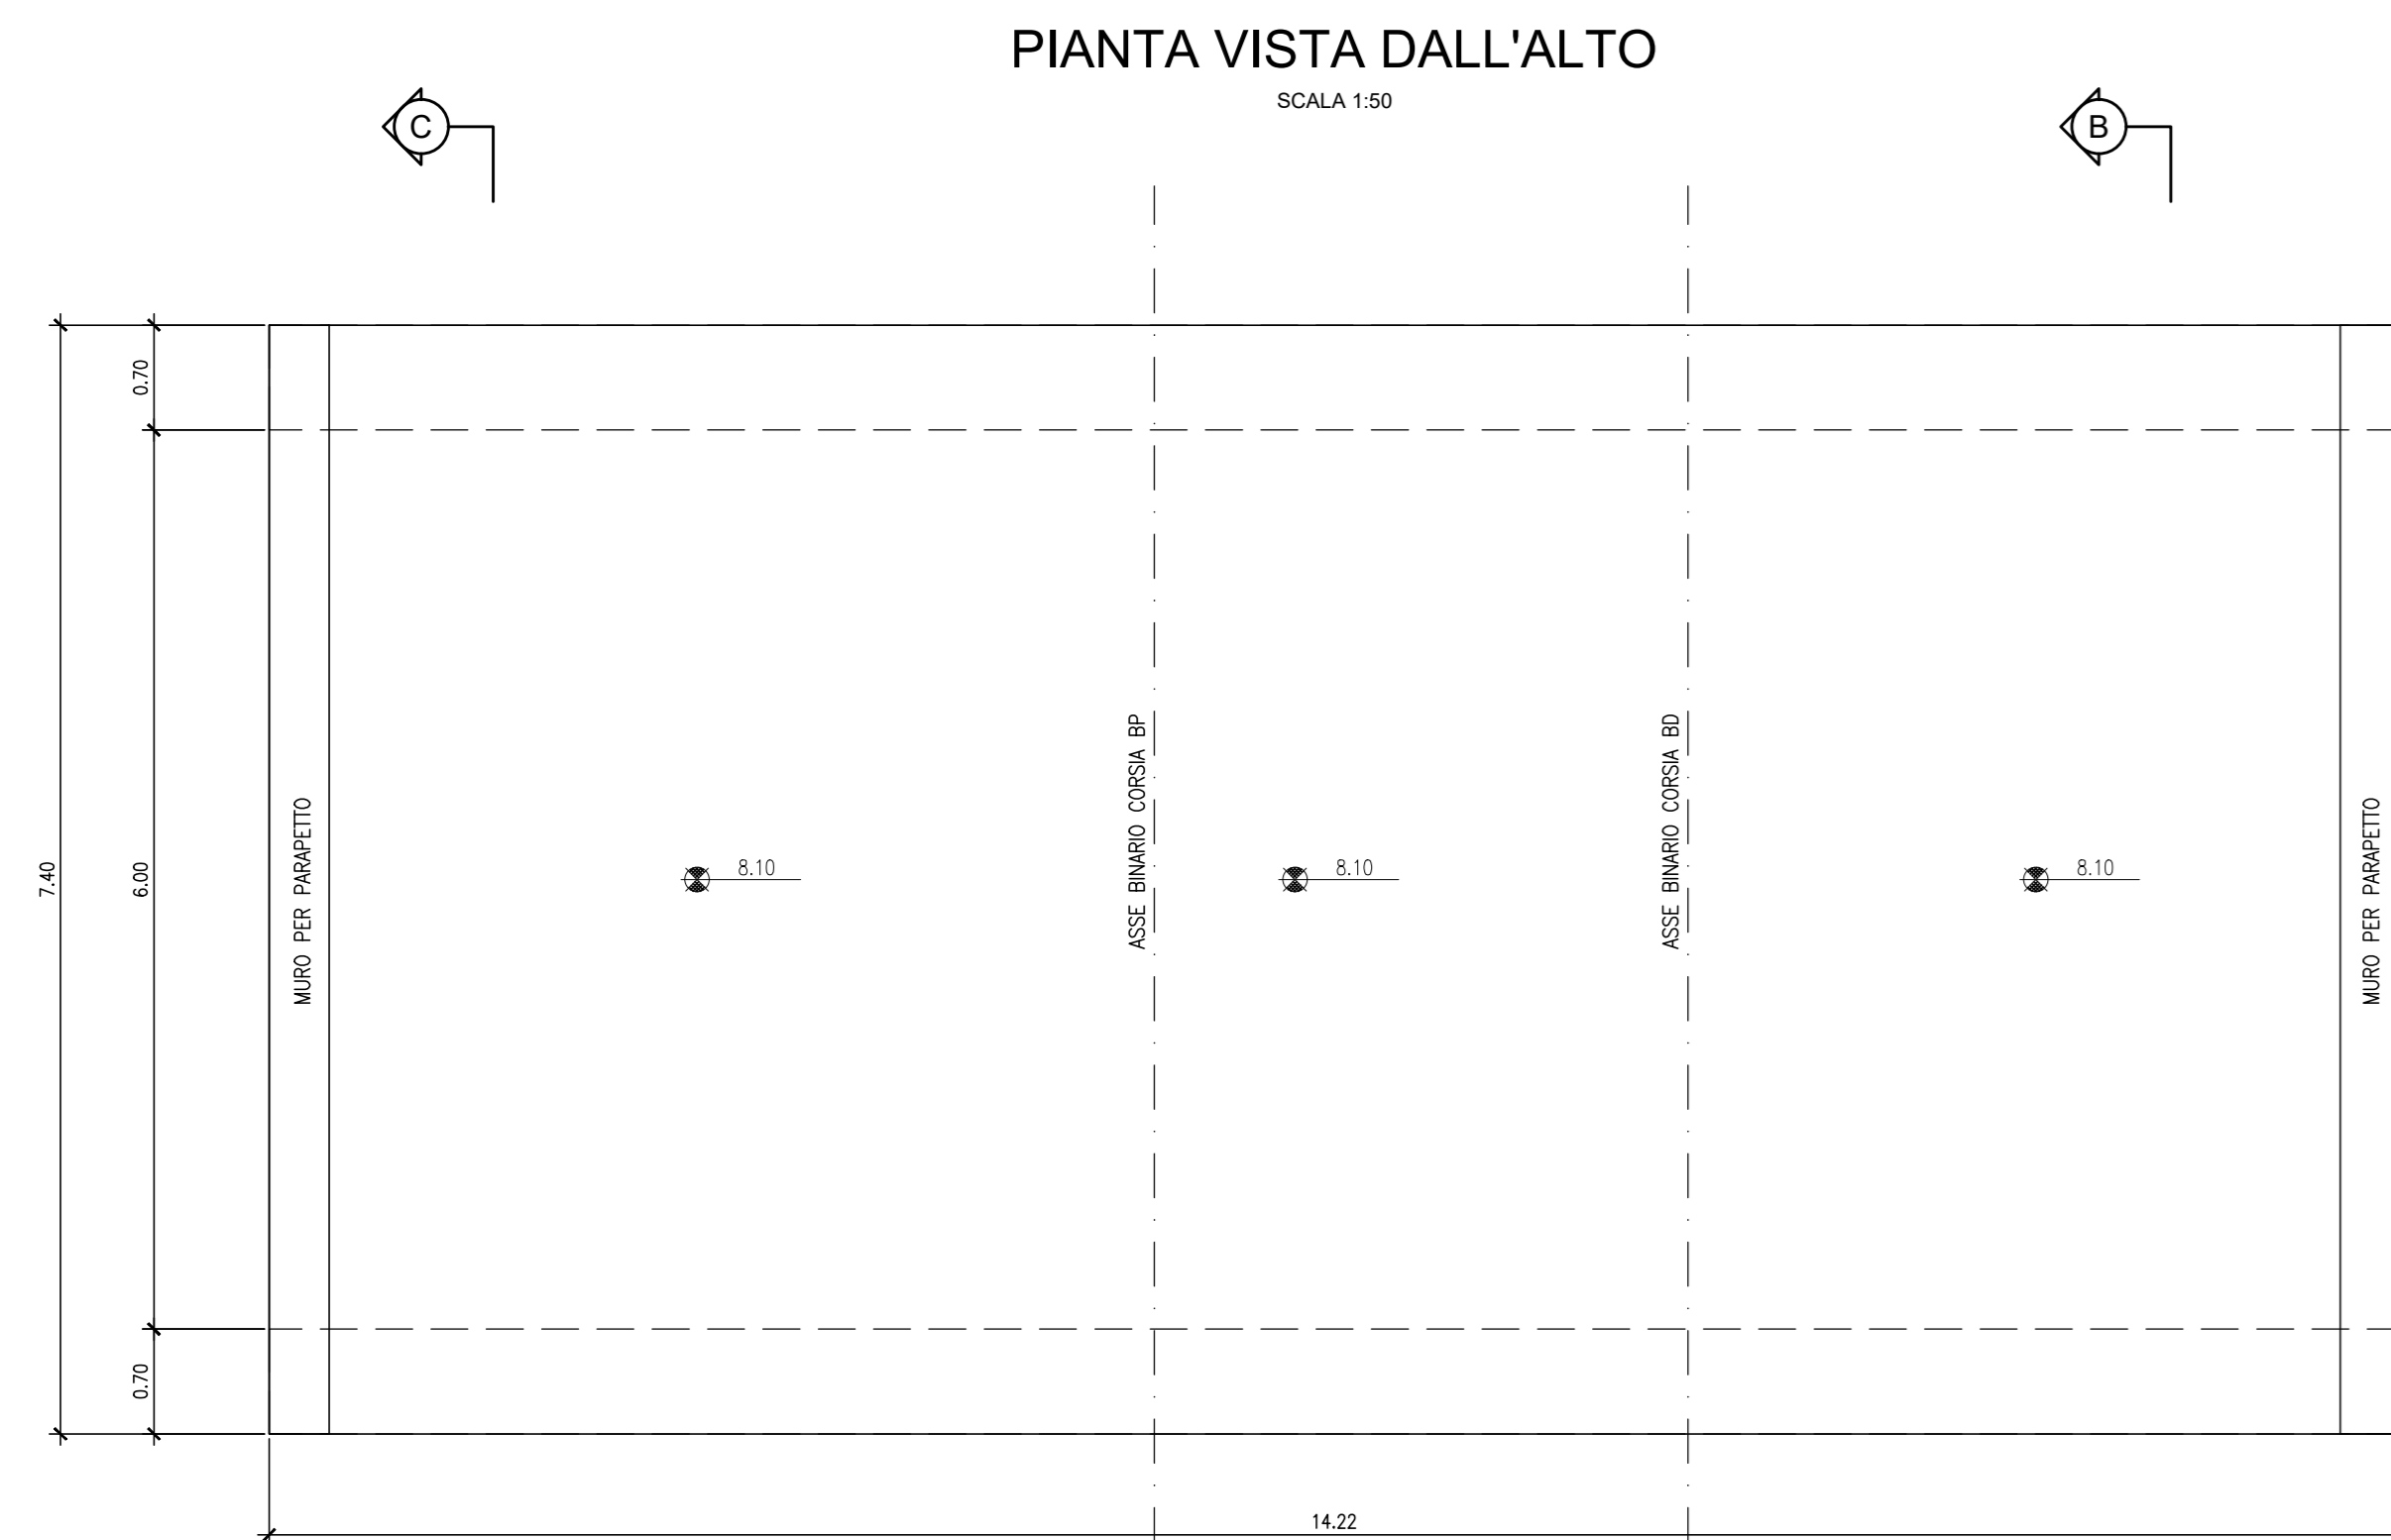 PIANTA VISTA DALL'ALTO
SCALA 1:50
C
B
0.70
7.40
6.00
0.70
MURO PER PARAPETTO
8.10
ASSE BINARIO CORSIA BP
8.10
ASSE BINARIO CORSIA BD
8.10
MURO PER PARAPETTO
14.22